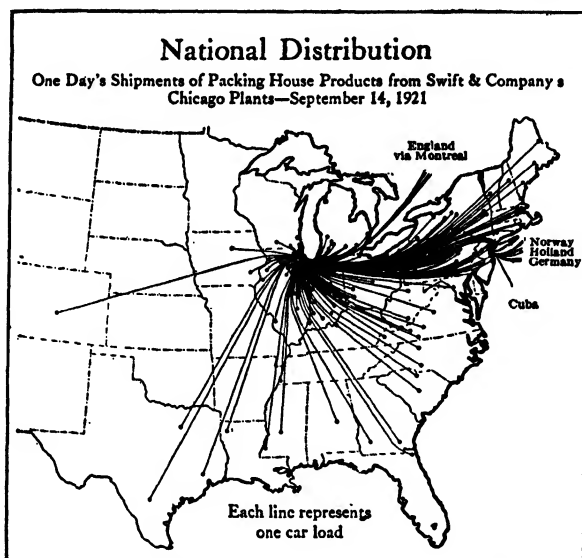 National Distribution
One Day's Shipments of Packing House Products from Swift & Company s
Chicago Plants—September 14, 1921
England
via Montreal
Norway
Holland
Germany
Cuba
Each line represents
one car load